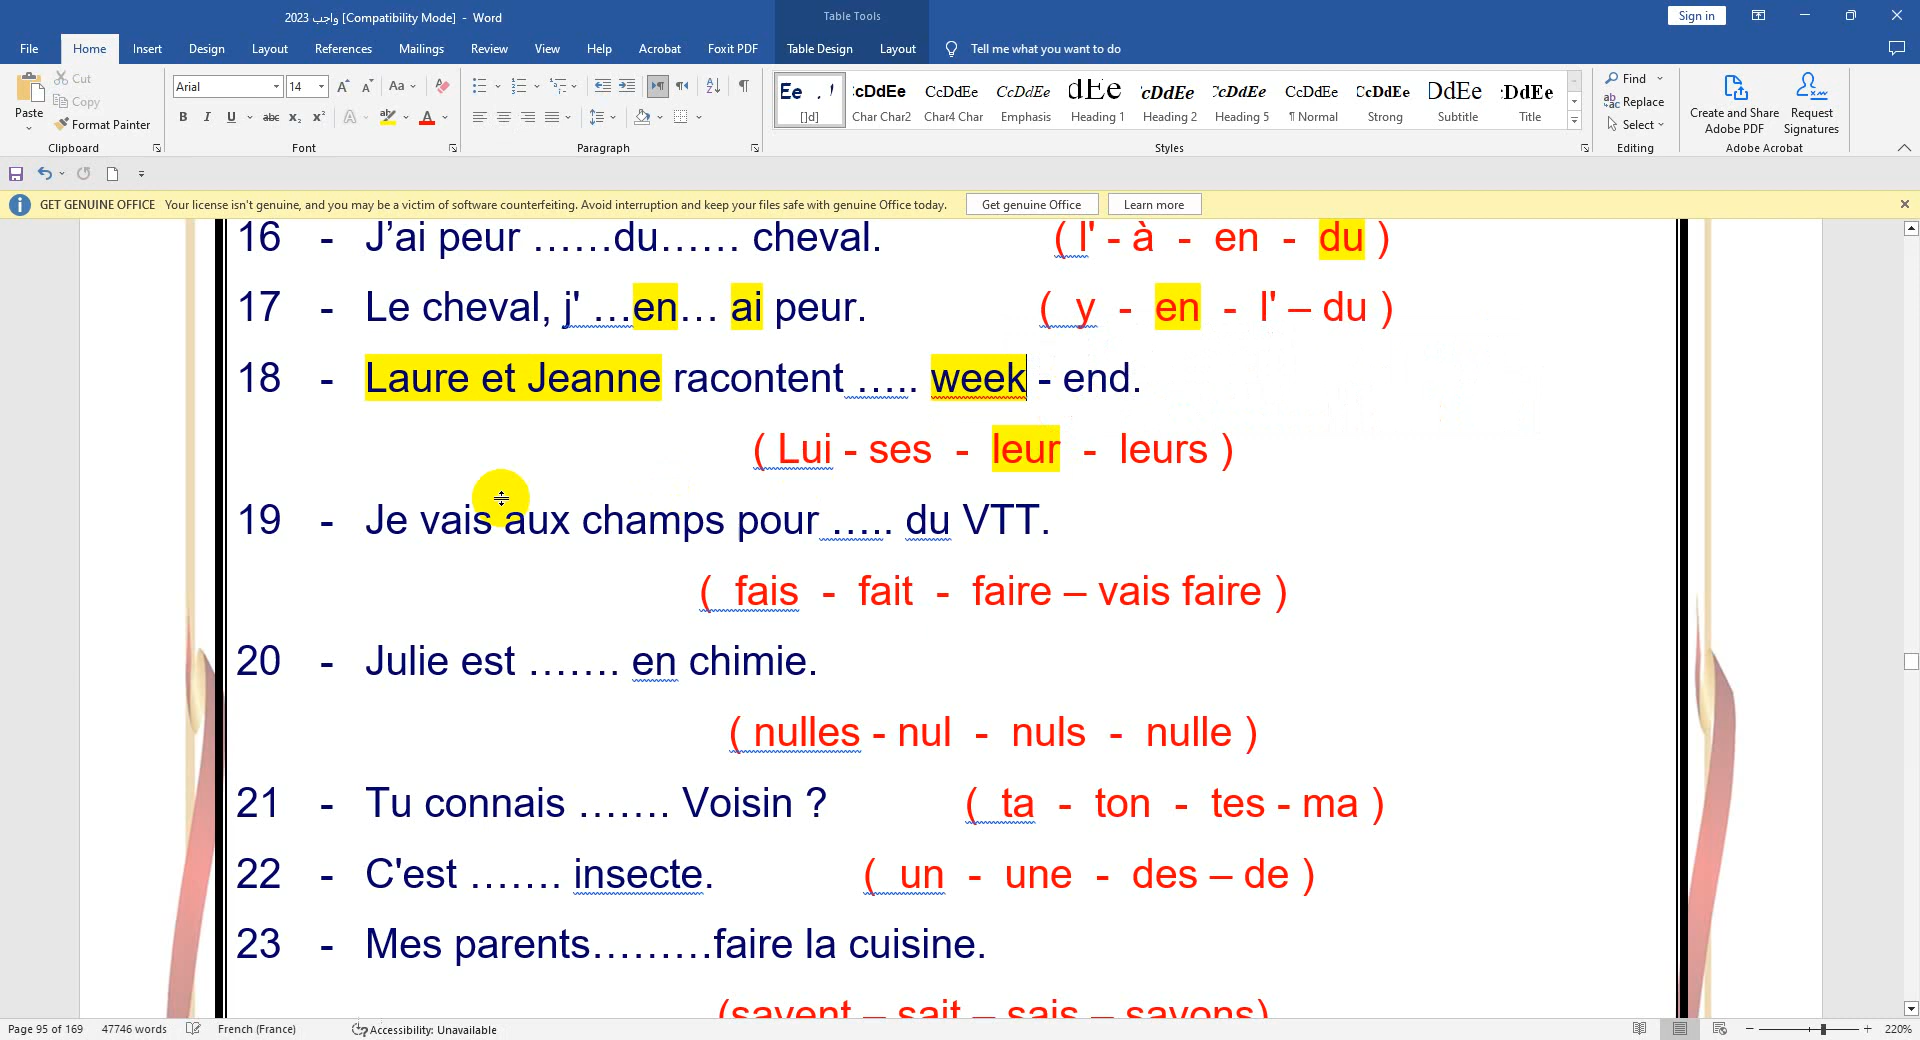 واجب 2023 [Compatibility Mode] - Word
Table Tools
Sign in
File Home Insert Design Layout References Mailings Review View Help Acrobat Foxit PDF Table Design Layout Tell me what you want to do
Paste
Cut
Copy
Format Painter
Clipboard
Arial 14
Font
Paragraph
[]d] Char Char2 Char4 Char Emphasis Heading 1 Heading 2 Heading 5 ¶ Normal Strong Subtitle Title
Styles
Find
Replace
Select
Editing
Create and Share Adobe PDF
Request Signatures
Adobe Acrobat
GET GENUINE OFFICE Your license isn't genuine, and you may be a victim of software counterfeiting. Avoid interruption and keep your files safe with genuine Office today. Get genuine Office Learn more
16 - J'ai peur ……du…… cheval. ( l' - à - en - du )
17 - Le cheval, j' …en… ai peur. ( y - en - l' – du )
18 - Laure et Jeanne racontent ….. week - end.
( Lui - ses - leur - leurs )
19 - Je vais aux champs pour ….. du VTT.
( fais - fait - faire – vais faire )
20 - Julie est ……. en chimie.
( nulles - nul - nuls - nulle )
21 - Tu connais ……. Voisin ? ( ta - ton - tes - ma )
22 - C'est ……. insecte. ( un - une - des – de )
23 - Mes parents………faire la cuisine.
(savent – sait – sais – savons)
Page 95 of 169 47746 words French (France) Accessibility: Unavailable 220%